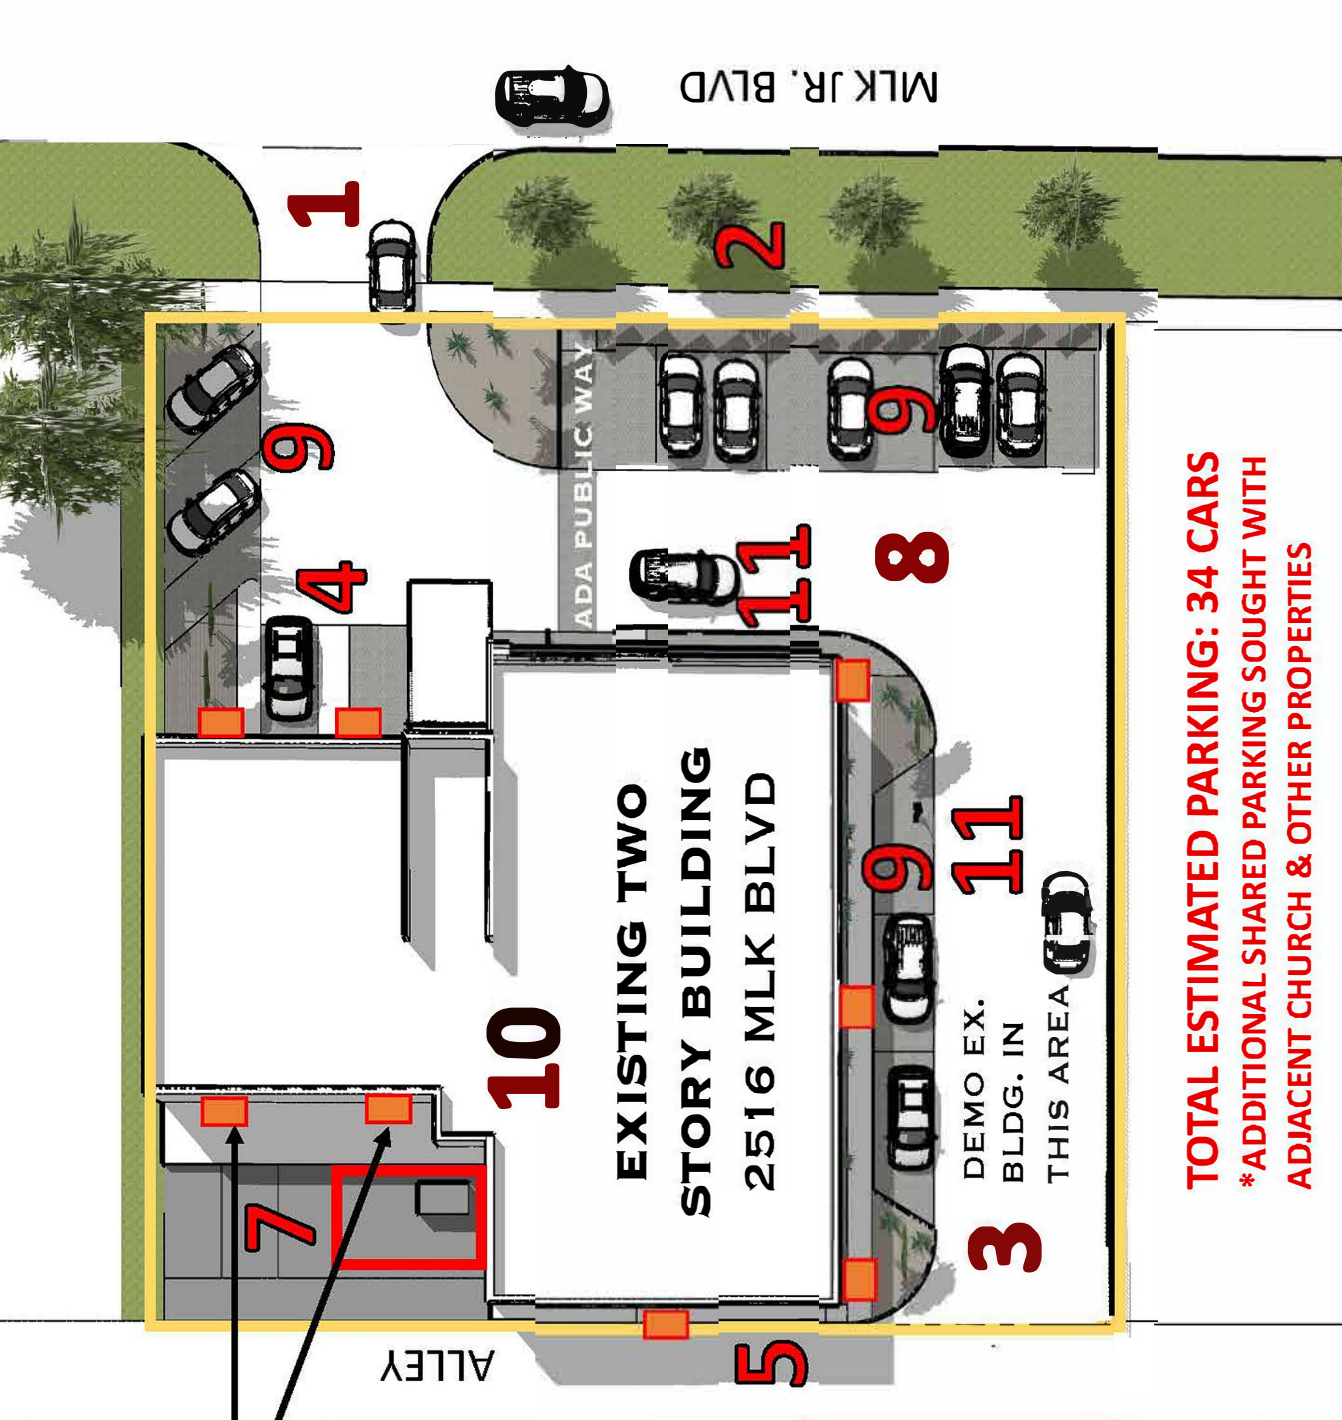 MLK JR. BLVD
1
2
9
ADA PUBLIC WAY
9
4
11
8
EXISTING TWO
STORY BUILDING
2516 MLK BLVD
9
11
10
DEMO EX.
BLDG. IN
THIS AREA
7
3
5
ALLEY
TOTAL ESTIMATED PARKING: 34 CARS
*ADDITIONAL SHARED PARKING SOUGHT WITH
ADJACENT CHURCH & OTHER PROPERTIES